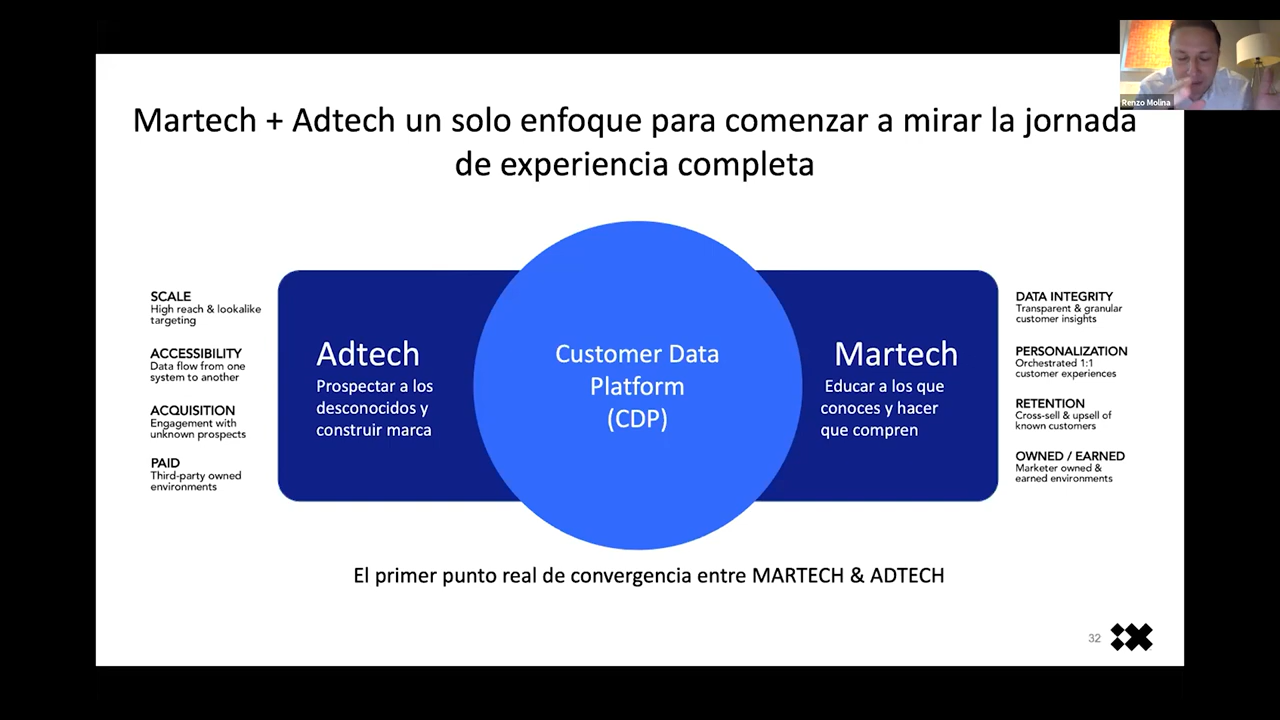 Renzo Molina
Martech + Adtech un solo enfoque para comenzar a mirar la jornada
de experiencia completa
SCALE
High reach & lookalike
targeting
ACCESSIBILITY
Data flow from one
system to another
ACQUISITION
Engagement with
unknown prospects
PAID
Third-party owned
environments
Adtech
Prospectar a los
desconocidos y
construir marca
Customer Data
Platform
(CDP)
Martech
Educar a los que
conoces y hacer
que compren
DATA INTEGRITY
Transparent & granular
customer insights
PERSONALIZATION
Orchestrated 1:1
customer experiences
RETENTION
Cross-sell & upsell of
known customers
OWNED / EARNED
Marketer owned &
earned environments
El primer punto real de convergencia entre MARTECH & ADTECH
32